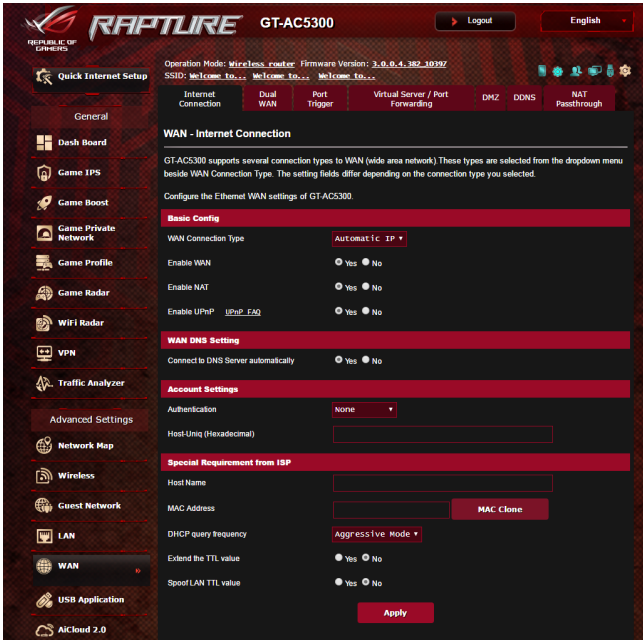 REPUBLIC OF
GAMERS
RAPTURE GT-AC5300
Logout
English
Quick Internet Setup
Operation Mode: Wireless router Firmware Version: 3.0.0.4.382_10397
SSID: Welcome to... Welcome to... Welcome to...
Internet Connection
Dual WAN
Port Trigger
Virtual Server / Port Forwarding
DMZ
DDNS
NAT Passthrough
General
Dash Board
Game IPS
Game Boost
Game Private Network
Game Profile
Game Radar
WiFi Radar
VPN
Traffic Analyzer
Advanced Settings
Network Map
Wireless
Guest Network
LAN
WAN
USB Application
AiCloud 2.0
WAN - Internet Connection
GT-AC5300 supports several connection types to WAN (wide area network).These types are selected from the dropdown menu
beside WAN Connection Type. The setting fields differ depending on the connection type you selected.
Configure the Ethernet WAN settings of GT-AC5300.
Basic Config
WAN Connection Type Automatic IP
Enable WAN Yes No
Enable NAT Yes No
Enable UPnP UPnP FAQ Yes No
WAN DNS Setting
Connect to DNS Server automatically Yes No
Account Settings
Authentication None
Host-Uniq (Hexadecimal)
Special Requirement from ISP
Host Name
MAC Address MAC Clone
DHCP query frequency Aggressive Mode
Extend the TTL value Yes No
Spoof LAN TTL value Yes No
Apply